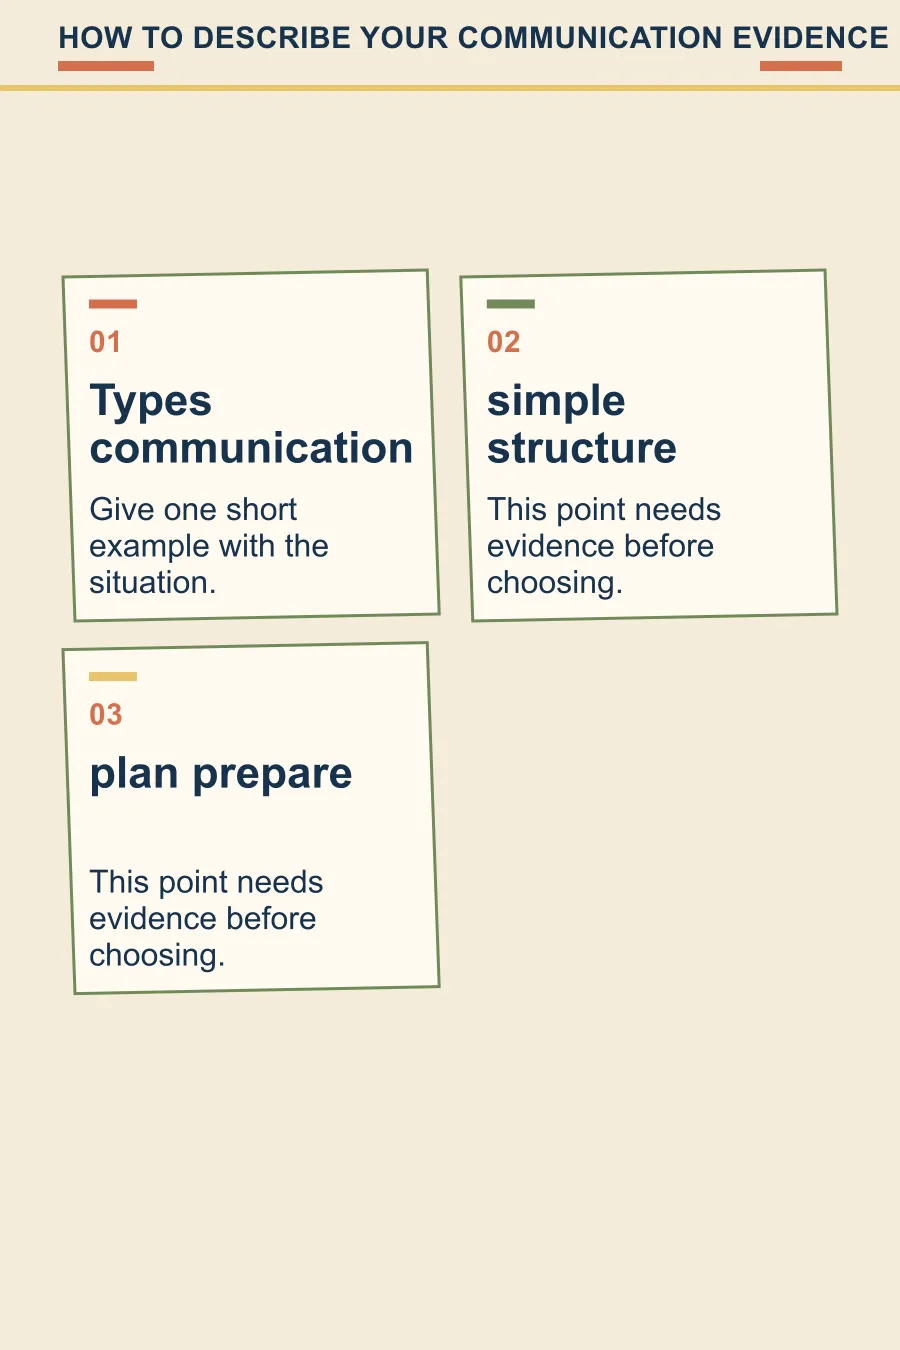 HOW TO DESCRIBE YOUR COMMUNICATION EVIDENCE
01
Types
communication
Give one short
example with the
situation.
02
simple
structure
This point needs
evidence before
choosing.
03
plan prepare
This point needs
evidence before
choosing.